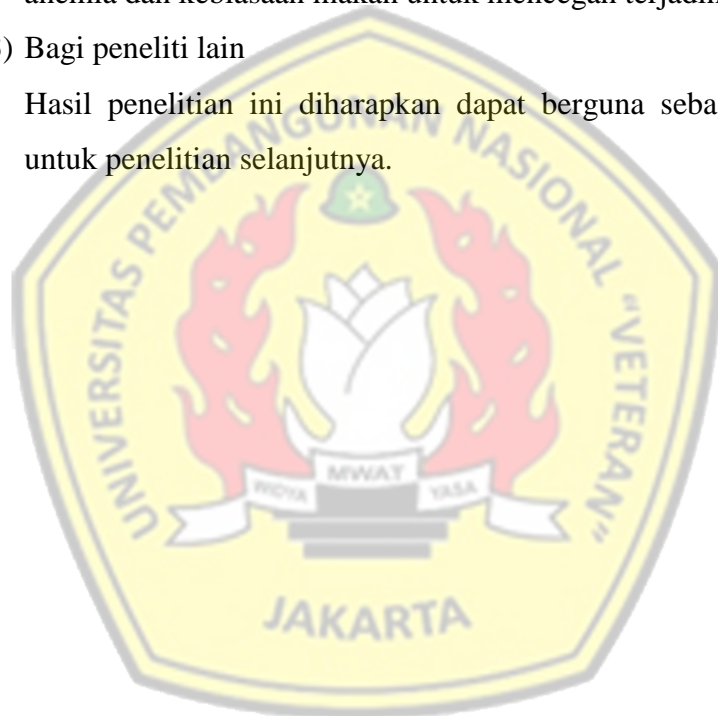 anemia dan kebiasaan makan untuk mencegah
) Bagi peneliti lain
Hasil penelitian ini diharapkan dapat berguna seba
untuk penelitian selanjutnya.
UNIVERSITAS PEMBANGUNAN NASIONAL "VETERAN"
WIDYA MWAT YASA
JAKARTA